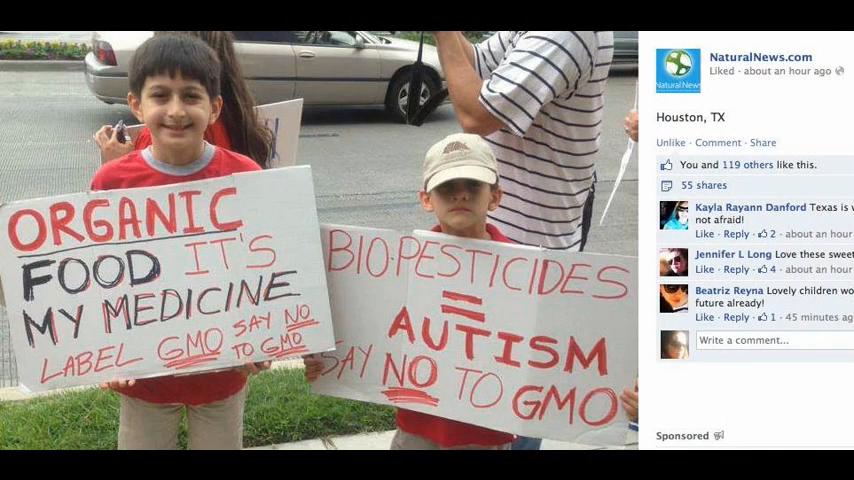 ORGANIC
FOOD IT'S
MY MEDICINE
LABEL GMO SAY NO
TO GMO
BIO-PESTICIDES
=
AUTISM
SAY NO TO GMO
NaturalNews.com
Liked · about an hour ago
Natural News
Houston, TX
Unlike · Comment · Share
You and 119 others like this.
55 shares
Kayla Rayann Danford Texas is
not afraid!
Like · Reply · 2 · about an hour
Jennifer L Long Love these sweet
Like · Reply · 4 · about an hour
Beatriz Reyna Lovely children
future already!
Like · Reply · 1 · 45 minutes
Write a comment...
Sponsored